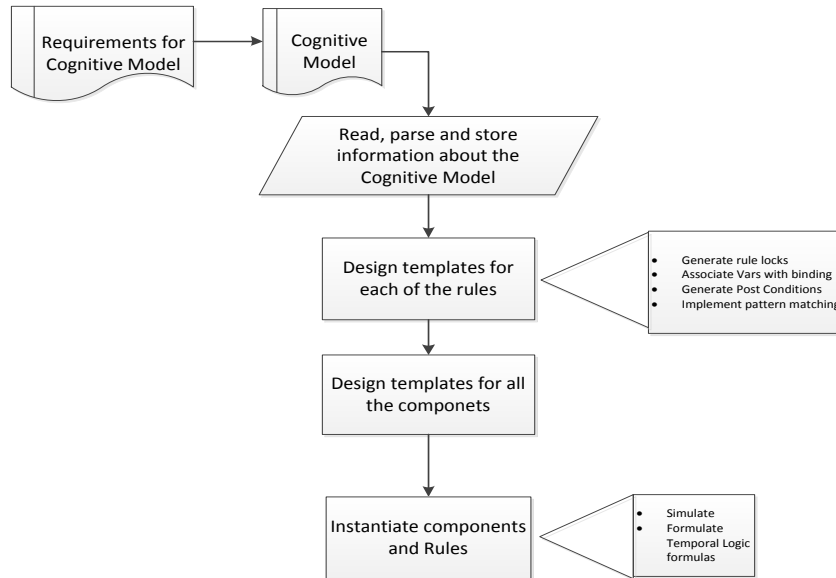 Requirements for
Cognitive Model
Cognitive
Model
Read, parse and store
information about the
Cognitive Model
Design templates for
each of the rules
• Generate rule locks
• Associate Vars with binding
• Generate Post Conditions
• Implement pattern matching
Design templates for all
the componets
Instantiate components
and Rules
• Simulate
• Formulate
Temporal Logic
formulas